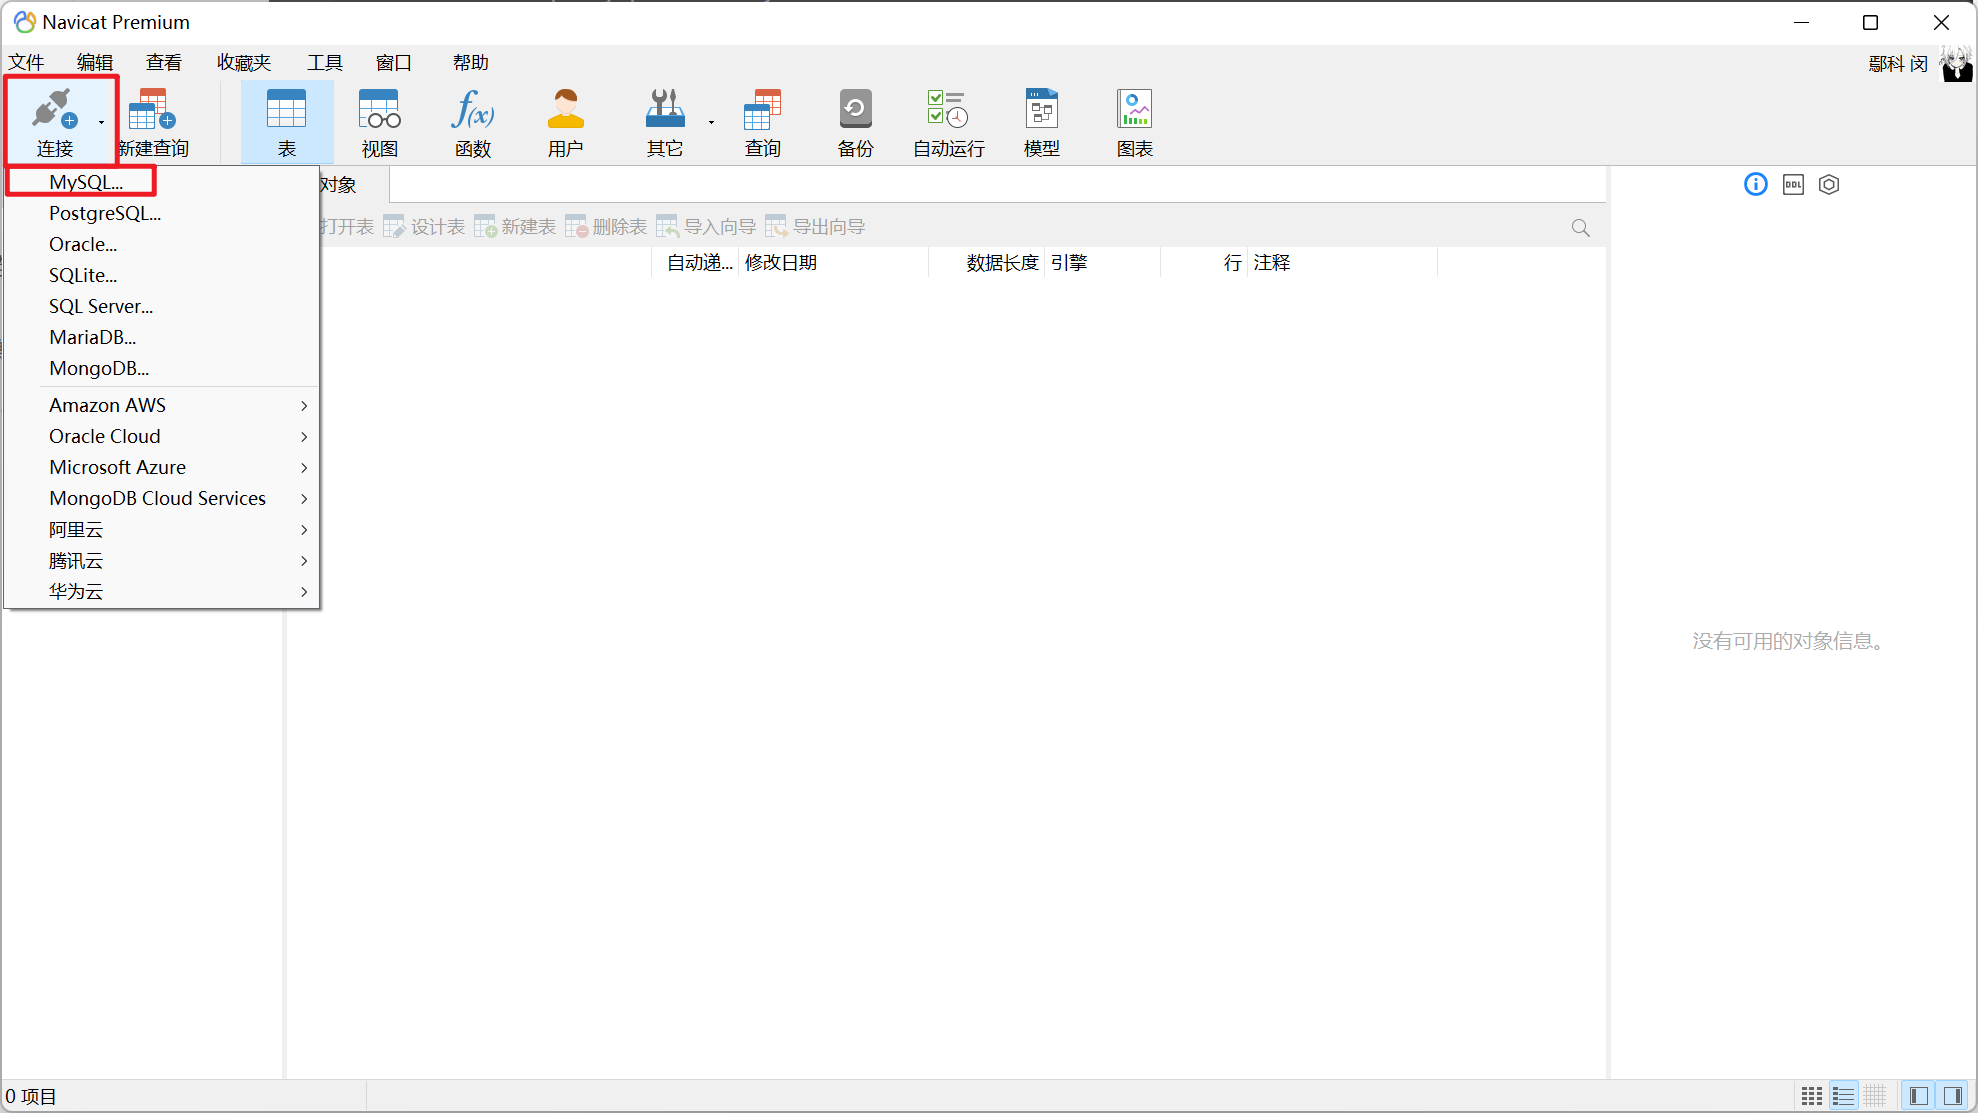 Navicat Premium
文件 编辑 查看 收藏夹 工具 窗口 帮助 鄢科 闵
连接 新建查询 表 视图 函数 用户 其它 查询 备份 自动运行 模型 图表
MySQL...
PostgreSQL...
Oracle...
SQLite...
SQL Server...
MariaDB...
MongoDB...
Amazon AWS
Oracle Cloud
Microsoft Azure
MongoDB Cloud Services
阿里云
腾讯云
华为云
对象
DDL
打开表 设计表 新建表 删除表 导入向导 导出向导
自动递... 修改日期 数据长度 引擎 行 注释
没有可用的对象信息。
0 项目